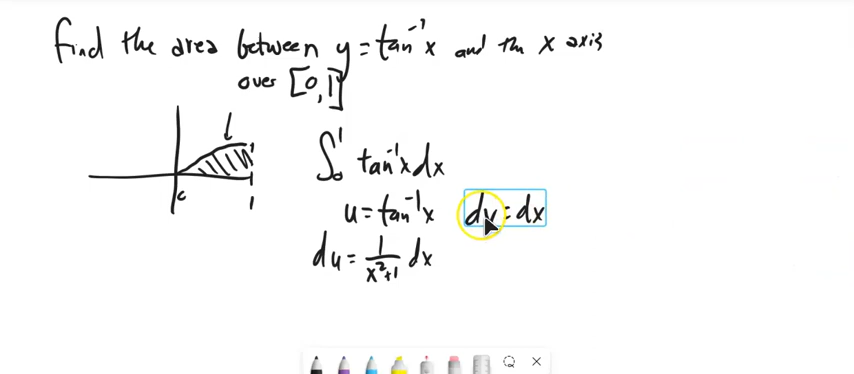 find the area between y = tan⁻¹x and the x axis
over [0,1]
∫₀¹ tan⁻¹x dx
u = tan⁻¹x dv = dx
du = 1/(x²+1) dx
1